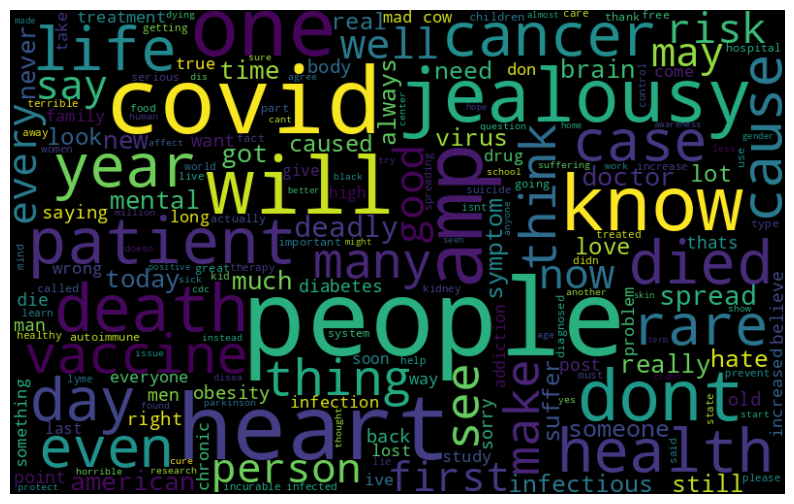 made
dying
treatment
getting
take
never
life
say
every
one
true
time
sure
dis
serious
terrible
family
food
human
part
cant
body
real
mad cow
well
children
almost
care
agree
need
don
cancer
brain
always
thank
free
risk
may
come
hospital
control
center
hope
covid
jealousy
away
look
new
affect
want
fact
caused
virus
drug
question
home
awareness
gender
less
cause
women
year
got
world
live
give
try
black
better
high
will
amp
good
spreading
symptom
suicide
school
going
isnt
anyone
suffering
think
work
increase
case
doctor
lot
use
type
know
mental
saying
long
million
actually
deadly
important
might
seen
treated
didn
love
thats
patient
many
now
died
mind
wrong
doesn
positive
great
therapy
today
sick
kid
cdc
much
diabetes
kidney
another
skin
show
problem
spread
believe
die
called
learn
death
people
system
soon
help
way
addiction
age
diagnosed
term
rare
man
healthy
autoimmune
instead
vaccine
thing
see
make
suffer
post
must
prevent
really
hate
issue
everyone
men
obesity
disea
parkinson
infection
sorry
yes
dont
old
state
start
increased
something
day
last
found
right
thought
heart
back
lost
study
someone
said
please
even
cure
horrible
research
chronic
person
lie
ive
first
health
point
protect
american
incurable
infected
infectious
still